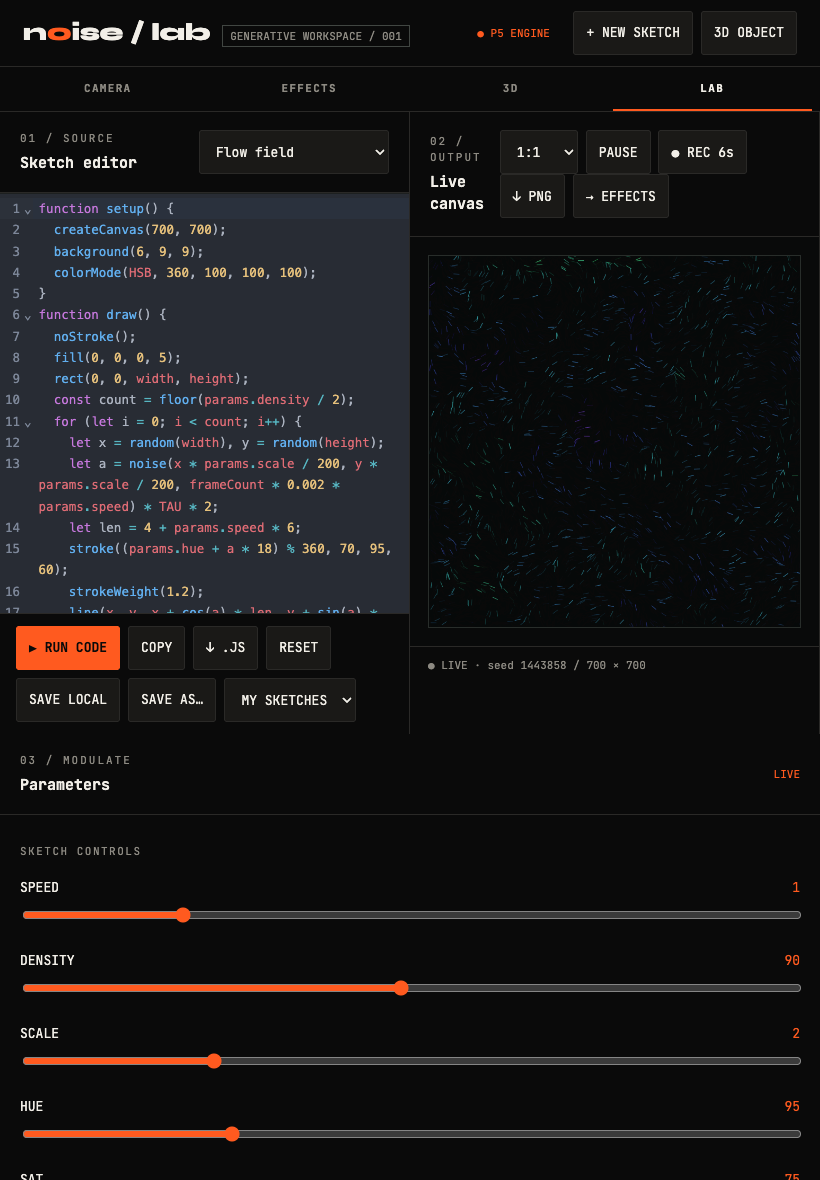 noise / lab
GENERATIVE WORKSPACE / 001
● P5 ENGINE
+ NEW SKETCH
3D OBJECT
CAMERA
EFFECTS
3D
LAB
01 / SOURCE
Sketch editor
Flow field
1 function setup() {
2 createCanvas(700, 700);
3 background(6, 9, 9);
4 colorMode(HSB, 360, 100, 100, 100);
5 }
6 function draw() {
7 noStroke();
8 fill(0, 0, 0, 5);
9 rect(0, 0, width, height);
10 const count = floor(params.density / 2);
11 for (let i = 0; i < count; i++) {
12 let x = random(width), y = random(height);
13 let a = noise(x * params.scale / 200, y *
params.scale / 200, frameCount * 0.002 *
params.speed) * TAU * 2;
14 let len = 4 + params.speed * 6;
15 stroke((params.hue + a * 18) % 360, 70, 95,
60);
16 strokeWeight(1.2);
17 line(x, y, x + cos(a) * len, y + sin(a) *
▶ RUN CODE
COPY
↓ .JS
RESET
SAVE LOCAL
SAVE AS…
MY SKETCHES
02 /
OUTPUT
Live
canvas
1:1
PAUSE
● REC 6s
↓ PNG
→ EFFECTS
● LIVE · seed 1443858 / 700 × 700
03 / MODULATE
Parameters
LIVE
SKETCH CONTROLS
SPEED 1
DENSITY 90
SCALE 2
HUE 95
SAT 75